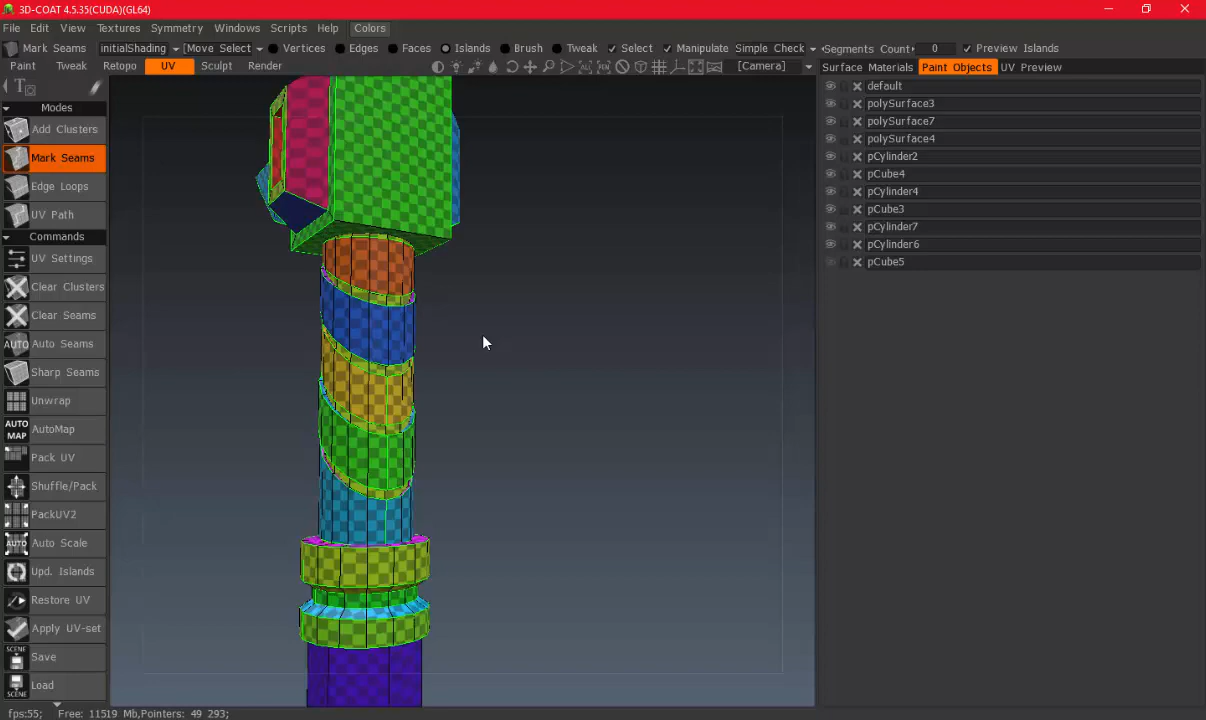 3D-COAT 4.5.35(CUDA)(GL64)
File Edit View Textures Symmetry Windows Scripts Help Colors
Mark Seams initialShading [Move Select Vertices Edges Faces Islands Brush Tweak Select Manipulate Simple Check Segments Count 0 Preview Islands
Paint Tweak Retopo UV Sculpt Render [Camera] Surface Materials Paint Objects UV Preview
Modes
Add Clusters
Mark Seams
Edge Loops
UV Path
Commands
UV Settings
Clear Clusters
Clear Seams
AUTO Auto Seams
Sharp Seams
Unwrap
AUTO MAP AutoMap
Pack UV
Shuffle/Pack
PackUV2
AUTO Auto Scale
Upd. Islands
Restore UV
Apply UV-set
SCENE Save
Load
SCENE
default
polySurface3
polySurface7
polySurface4
pCylinder2
pCube4
pCylinder4
pCube3
pCylinder7
pCylinder6
pCube5
fps:55; Free: 11519 Mb,Pointers: 49 293;